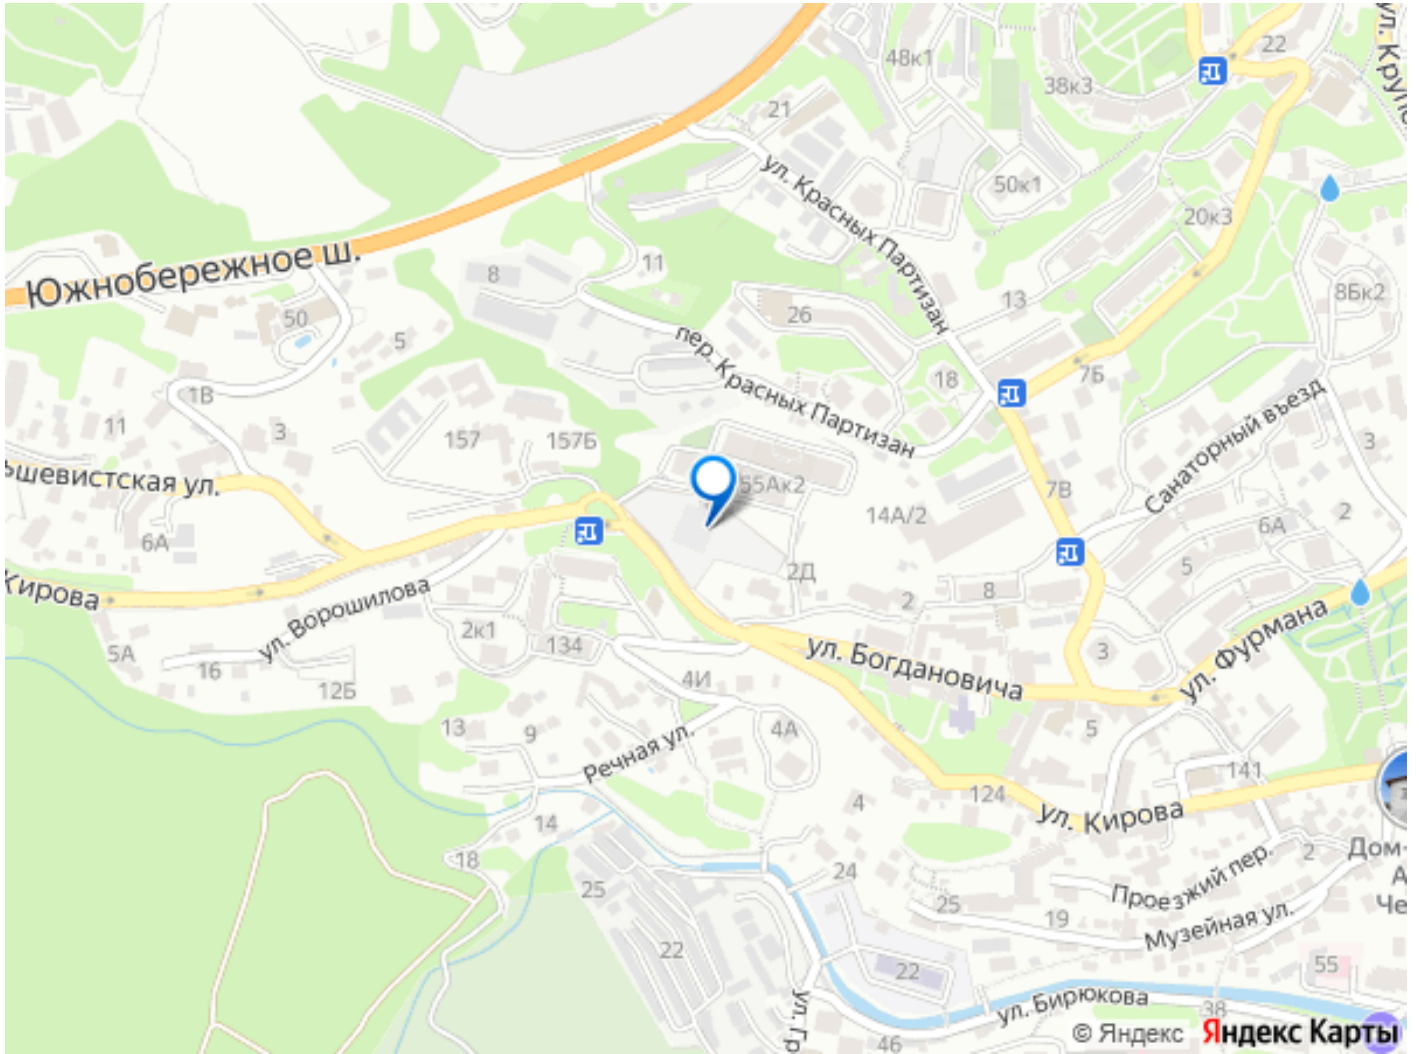 ул. Круп
22
48к1
38к3
21
50к1
20к3
ул. Красных Партизан
Южнобережное ш.
8
11
13
8Бк2
50
5
26
пер. Красных Партизан
18
7Б
1В
11
3
157
157Б
Санаторный въезд
3
ьшевистская ул.
55Ак2
7В
14А/2
2
6А
6А
5
2Д
8
2
Кирова
ул. Ворошилова
2к1
134
5А
16
12Б
4И
ул. Богдановича
3
ул. Фурмана
13
9
Речная ул.
4А
5
141
124
4
ул. Кирова
14
18
2
Дом-
А
Че
24
25
25
Проезжий пер.
19
Музейная ул.
22
22
55
ул. Гр
ул. Бирюкова
38
46
© Яндекс Яндекс Карты